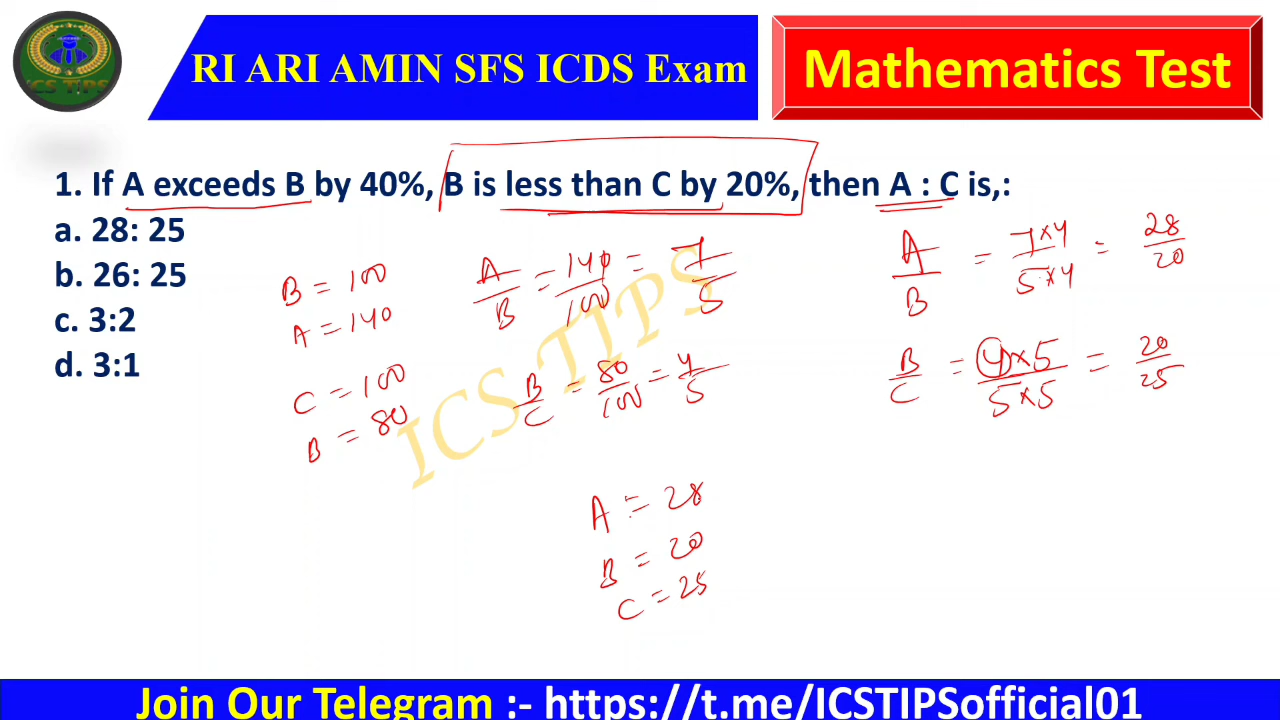 ICS TIPS
RI ARI AMIN SFS ICDS Exam
Mathematics Test
1. If A exceeds B by 40%, B is less than C by 20%, then A : C is,:
a. 28: 25
b. 26: 25
c. 3:2
d. 3:1
B = 100
A = 140
A/B = 140/100 = 7/5
A/B = 7×4/5×4 = 28/20
C = 100
B = 80
B/C = 80/100 = 4/5
B/C = 4×5/5×5 = 20/25
ICS TIPS
A = 28
B = 20
C = 25
Join Our Telegram :- https://t.me/ICSTIPSofficial01